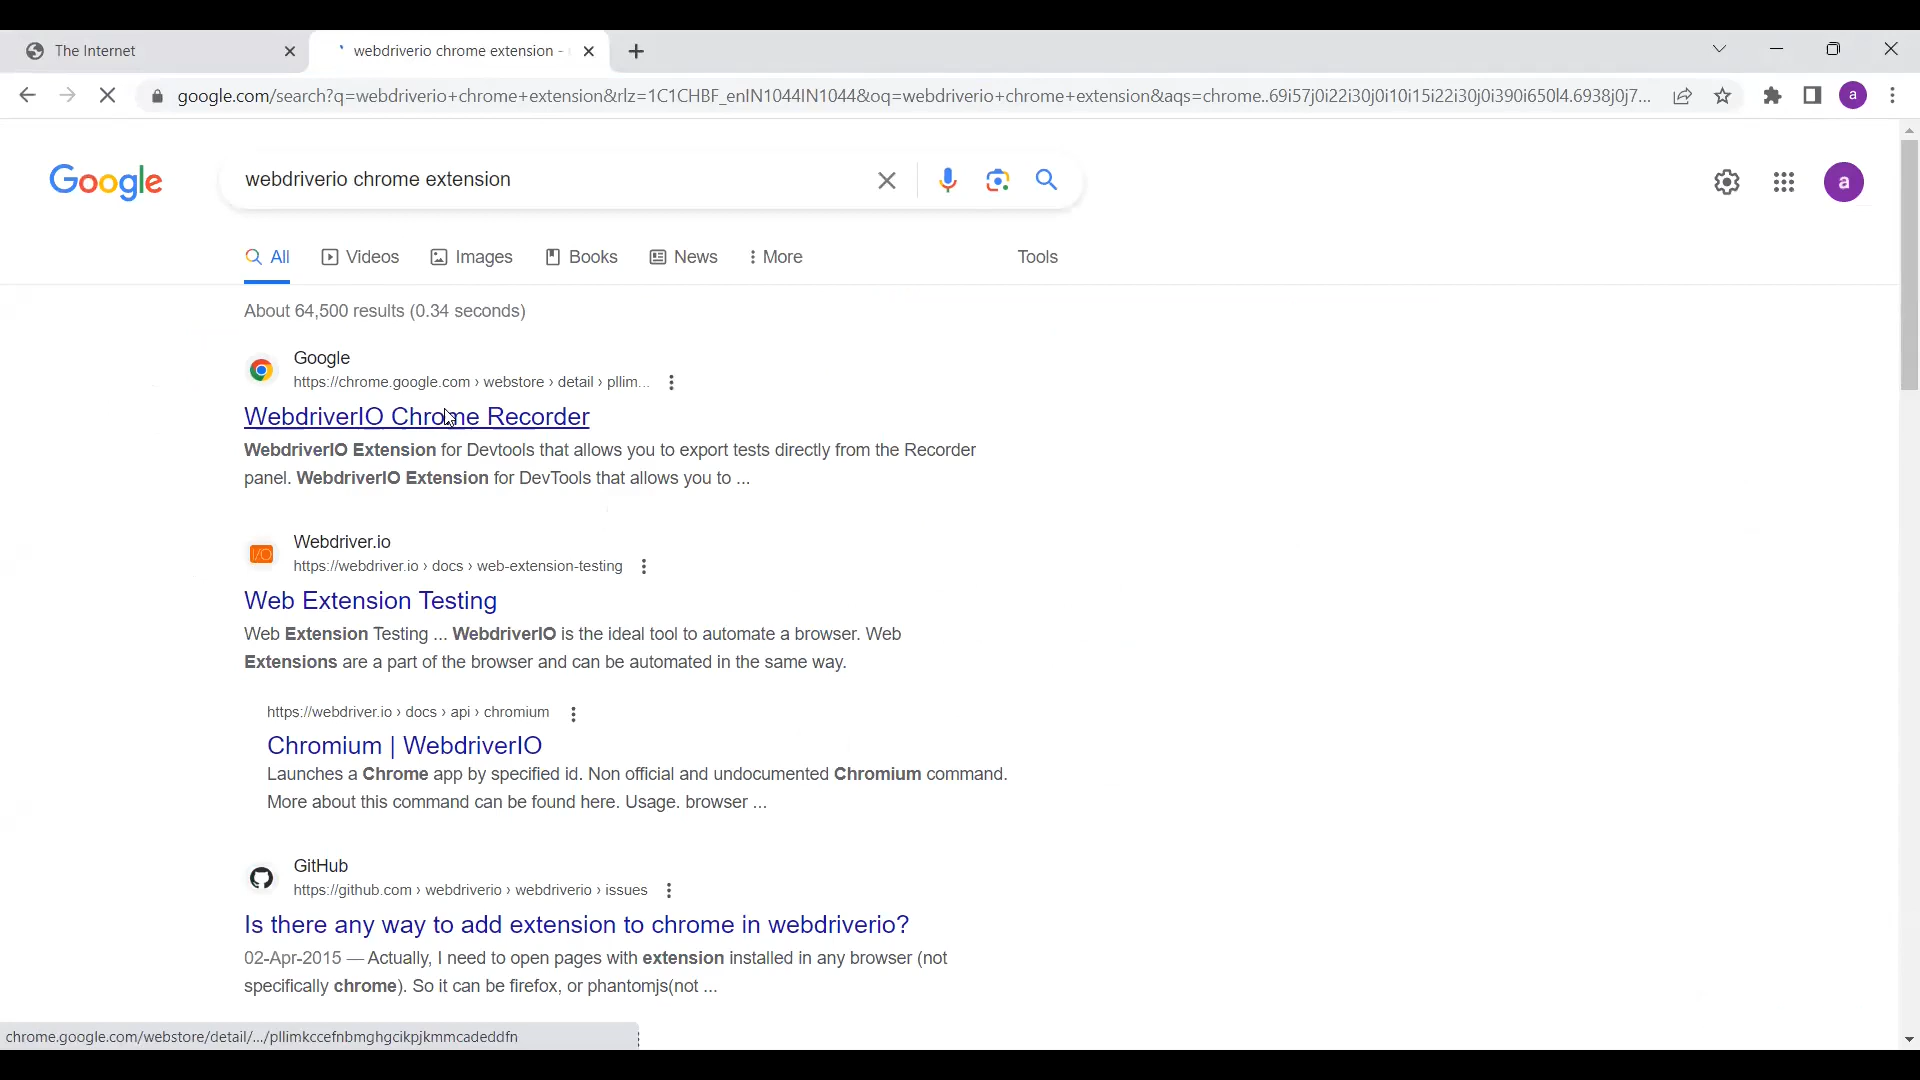 The Internet
webdriverio chrome extension -
google.com/search?q=webdriverio+chrome+extension&rlz=1C1CHBF_enIN1044IN1044&oq=webdriverio+chrome+extension&aqs=chrome..69i57j0i22i30j0i10i15i22i30j0i390i650l4.6938j0j7...
a
Google
webdriverio chrome extension
a
All
Videos
Images
Books
News
More
Tools
About 64,500 results (0.34 seconds)
Google
https://chrome.google.com › webstore › detail › pllim...
WebdriverIO Chrome Recorder
WebdriverIO Extension for Devtools that allows you to export tests directly from the Recorder
panel. WebdriverIO Extension for DevTools that allows you to ...
I/O
Webdriver.io
https://webdriver.io › docs › web-extension-testing
Web Extension Testing
Web Extension Testing ... WebdriverIO is the ideal tool to automate a browser. Web
Extensions are a part of the browser and can be automated in the same way.
https://webdriver.io › docs › api › chromium
Chromium | WebdriverIO
Launches a Chrome app by specified id. Non official and undocumented Chromium command.
More about this command can be found here. Usage. browser ...
GitHub
https://github.com › webdriverio › webdriverio › issues
Is there any way to add extension to chrome in webdriverio?
02-Apr-2015 — Actually, I need to open pages with extension installed in any browser (not
specifically chrome). So it can be firefox, or phantomjs(not ...
chrome.google.com/webstore/detail/.../pllimkccefnbmghgcikpjkmmcadeddfn